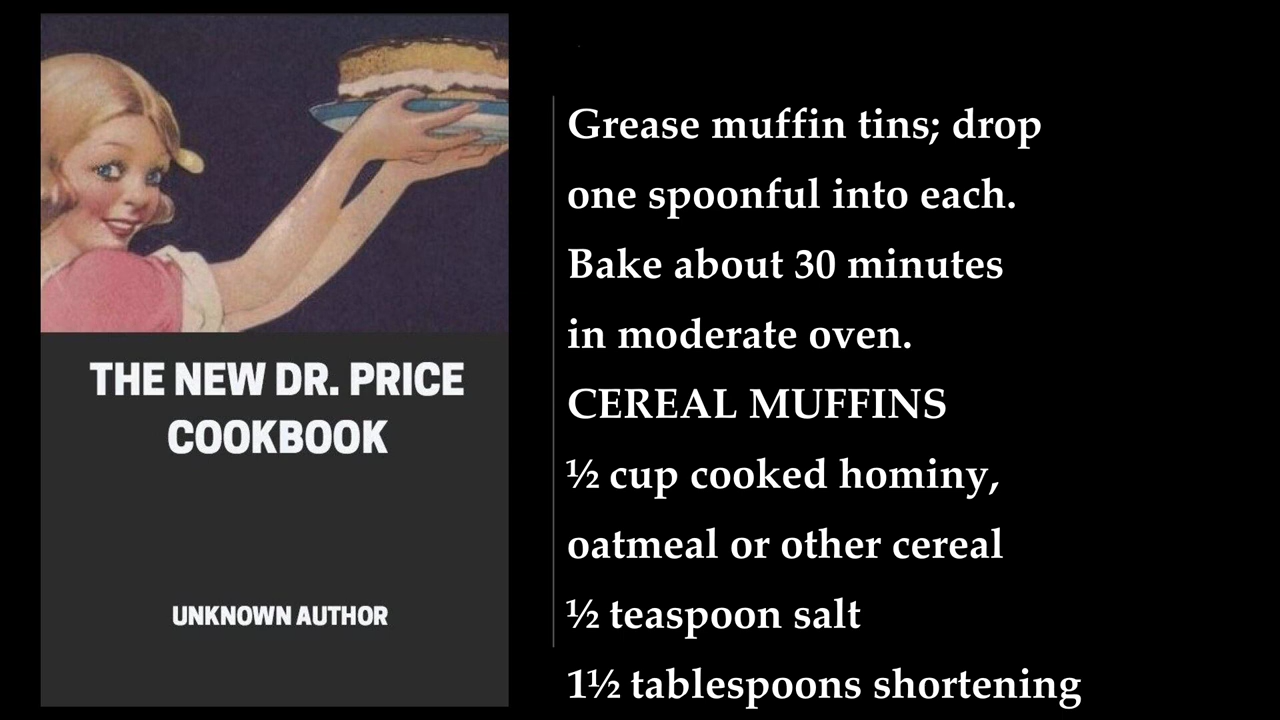 THE NEW DR. PRICE
COOKBOOK
UNKNOWN AUTHOR
Grease muffin tins; drop
one spoonful into each.
Bake about 30 minutes
in moderate oven.
CEREAL MUFFINS
½ cup cooked hominy,
oatmeal or other cereal
½ teaspoon salt
1½ tablespoons shortening